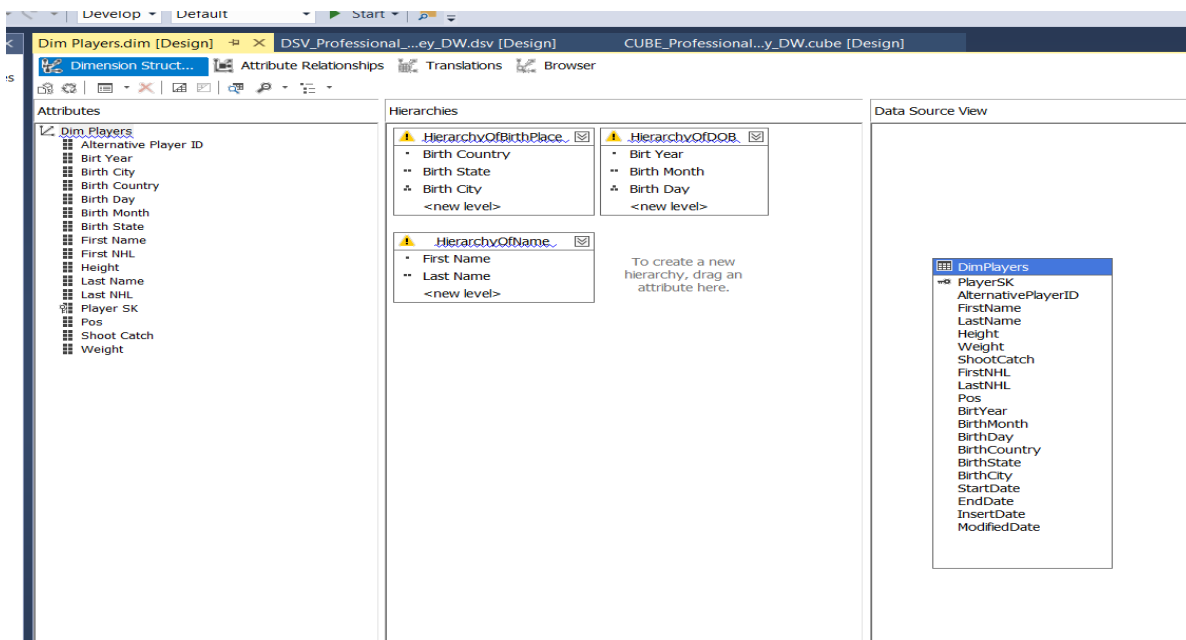 Develop Default Start
Dim Players.dim [Design] DSV_Professional_...ey_DW.dsv [Design] CUBE_Professional...y_DW.cube [Design]
Dimension Struct... Attribute Relationships Translations Browser
Attributes
Dim Players
Alternative Player ID
Birt Year
Birth City
Birth Country
Birth Day
Birth Month
Birth State
First Name
First NHL
Height
Last Name
Last NHL
Player SK
Pos
Shoot Catch
Weight
Hierarchies
HierarchyOfBirthPlace
Birth Country
Birth State
Birth City
<new level>
HierarchyOfDOB
Birt Year
Birth Month
Birth Day
<new level>
HierarchyOfName
First Name
Last Name
<new level>
To create a new
hierarchy, drag an
attribute here.
Data Source View
DimPlayers
PlayerSK
AlternativePlayerID
FirstName
LastName
Height
Weight
ShootCatch
FirstNHL
LastNHL
Pos
BirtYear
BirthMonth
BirthDay
BirthCountry
BirthState
BirthCity
StartDate
EndDate
InsertDate
ModifiedDate